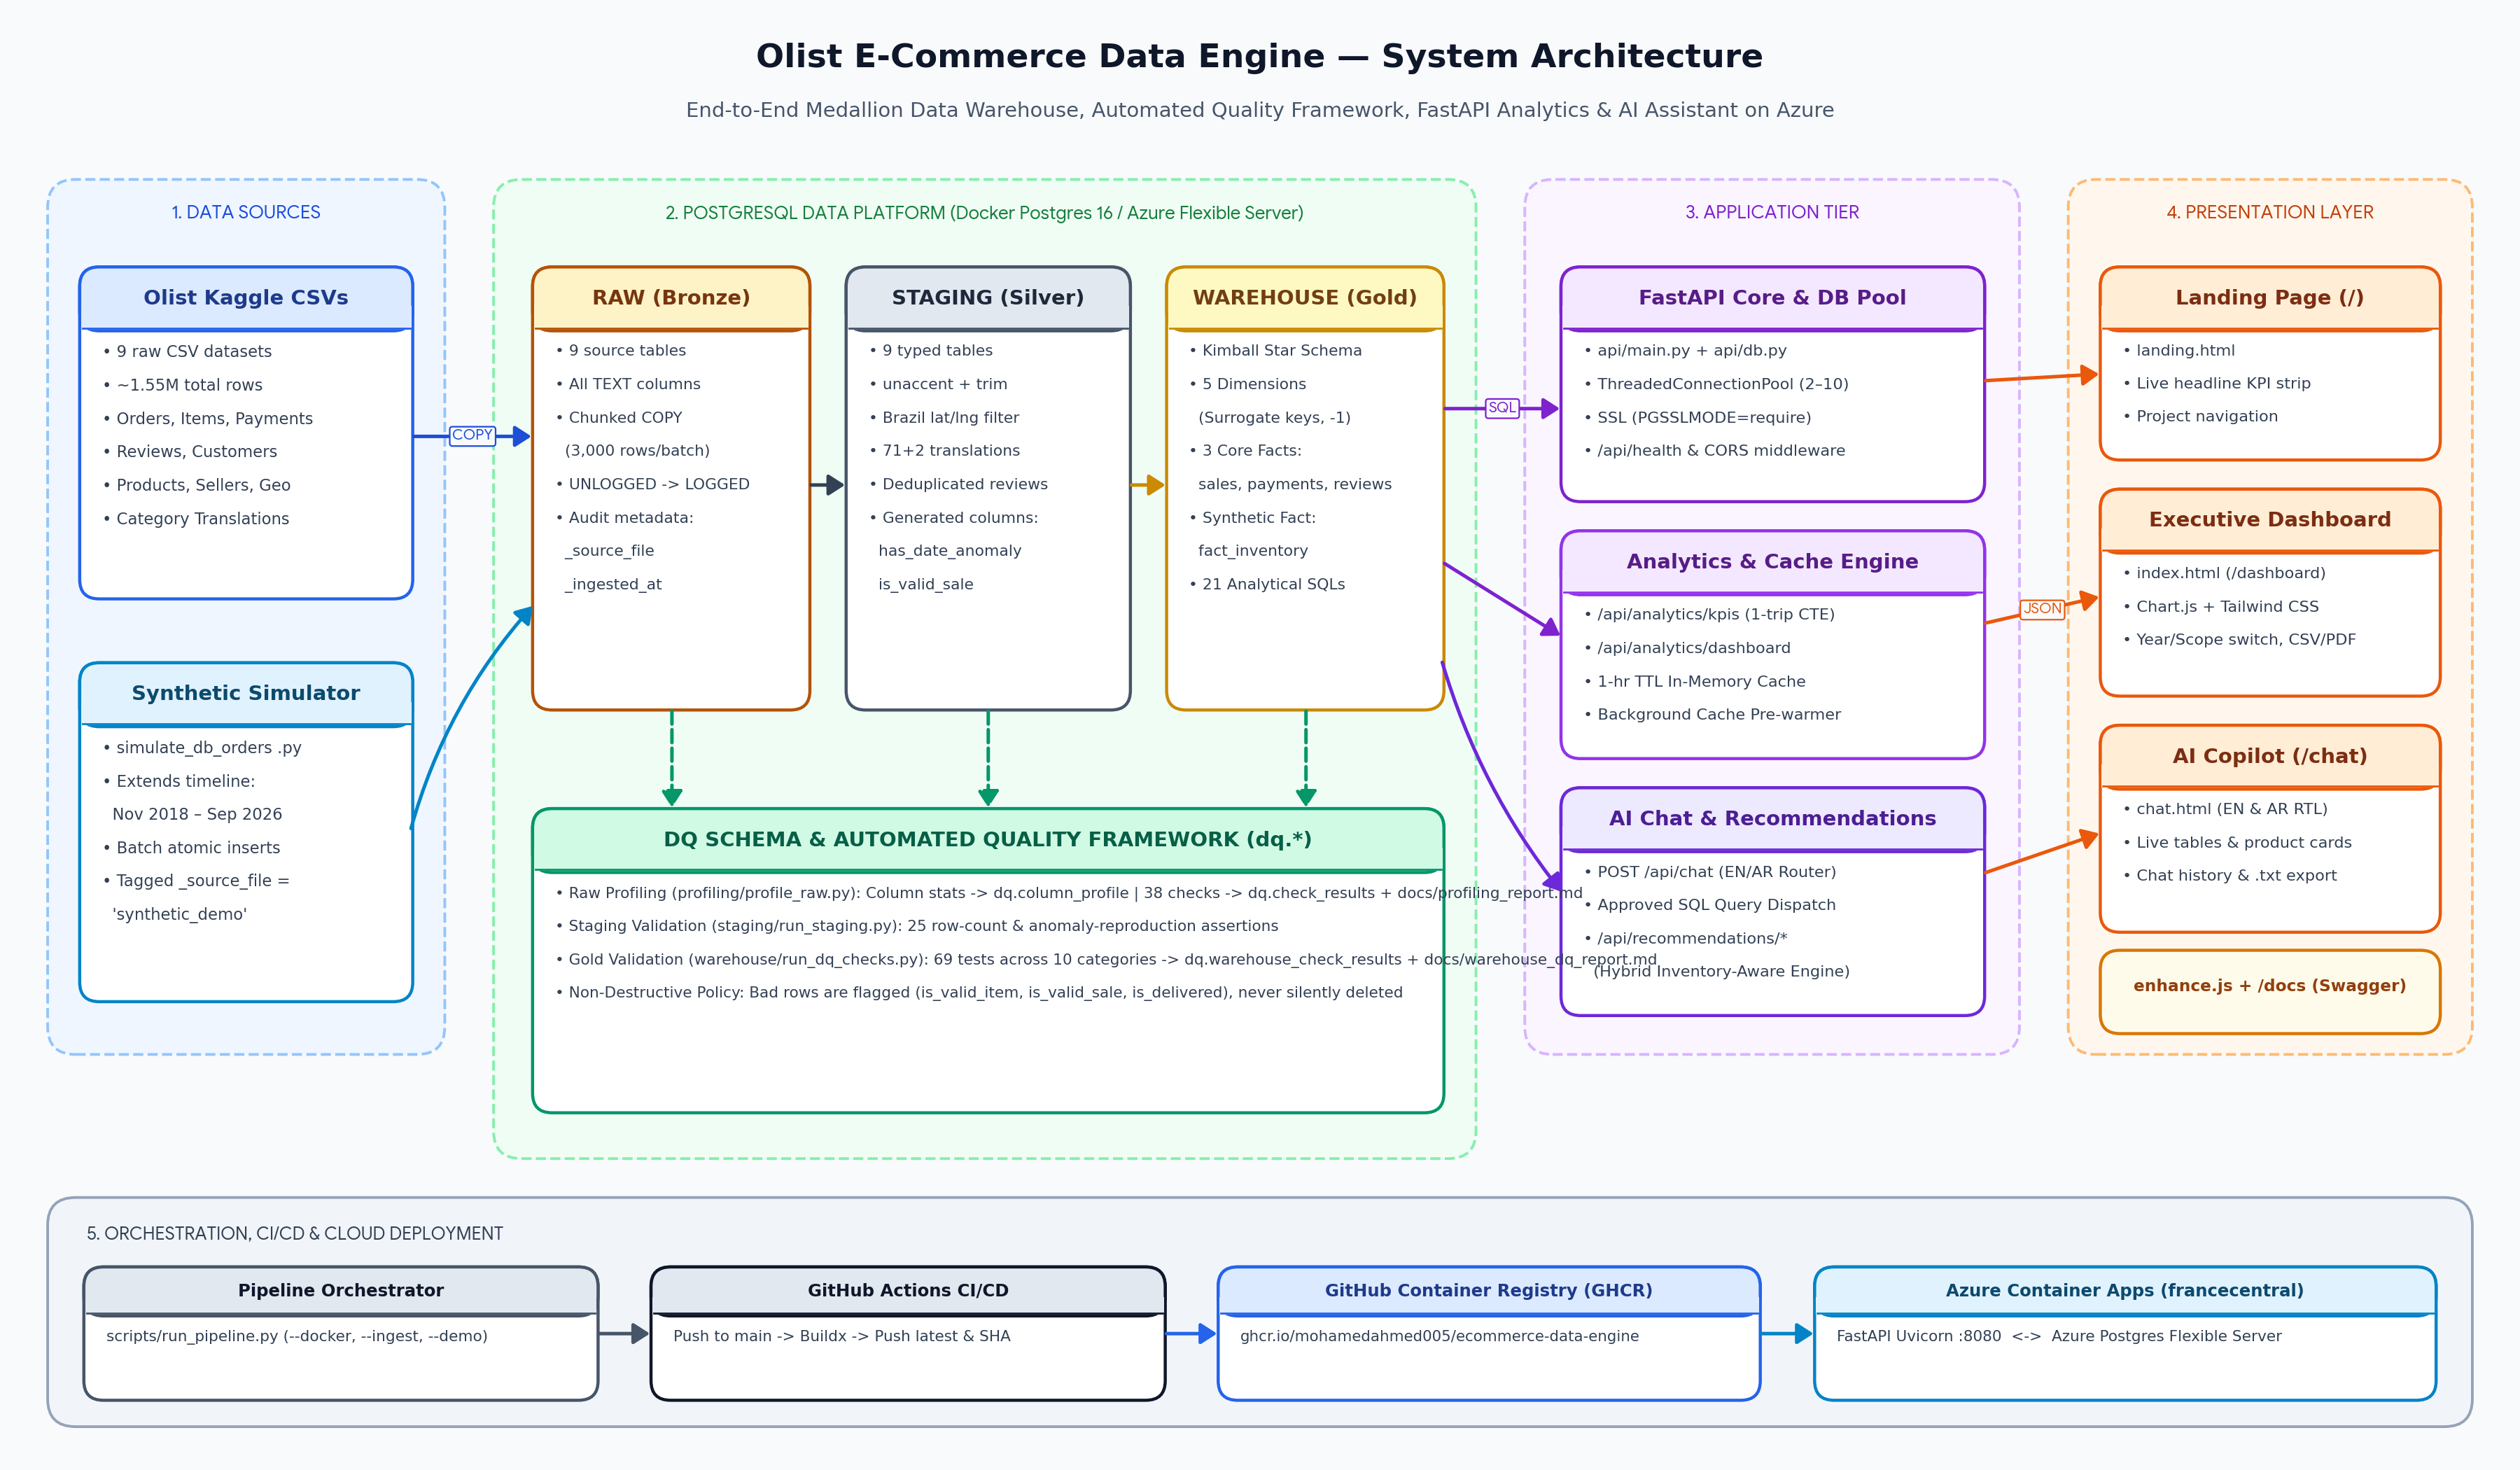 Olist E-Commerce Data Engine — System Architecture
End-to-End Medallion Data Warehouse, Automated Quality Framework, FastAPI Analytics & AI Assistant on Azure
1. DATA SOURCES
Olist Kaggle CSVs
• 9 raw CSV datasets
• ~1.55M total rows
• Orders, Items, Payments
• Reviews, Customers
• Products, Sellers, Geo
• Category Translations
Synthetic Simulator
• simulate_db_orders .py
• Extends timeline:
Nov 2018 – Sep 2026
• Batch atomic inserts
• Tagged _source_file =
'synthetic_demo'
COPY
2. POSTGRESQL DATA PLATFORM (Docker Postgres 16 / Azure Flexible Server)
RAW (Bronze)
• 9 source tables
• All TEXT columns
• Chunked COPY
(3,000 rows/batch)
• UNLOGGED -> LOGGED
• Audit metadata:
_source_file
_ingested_at
STAGING (Silver)
• 9 typed tables
• unaccent + trim
• Brazil lat/lng filter
• 71+2 translations
• Deduplicated reviews
• Generated columns:
has_date_anomaly
is_valid_sale
WAREHOUSE (Gold)
• Kimball Star Schema
• 5 Dimensions
(Surrogate keys, -1)
• 3 Core Facts:
sales, payments, reviews
• Synthetic Fact:
fact_inventory
• 21 Analytical SQLs
DQ SCHEMA & AUTOMATED QUALITY FRAMEWORK (dq.*)
• Raw Profiling (profiling/profile_raw.py): Column stats -> dq.column_profile | 38 checks -> dq.check_results + docs/profiling_report.md
• Staging Validation (staging/run_staging.py): 25 row-count & anomaly-reproduction assertions
• Gold Validation (warehouse/run_dq_checks.py): 69 tests across 10 categories -> dq.warehouse_check_results + docs/warehouse_dq_report.md
• Non-Destructive Policy: Bad rows are flagged (is_valid_item, is_valid_sale, is_delivered), never silently deleted
SQL
3. APPLICATION TIER
FastAPI Core & DB Pool
• api/main.py + api/db.py
• ThreadedConnectionPool (2–10)
• SSL (PGSSLMODE=require)
• /api/health & CORS middleware
Analytics & Cache Engine
• /api/analytics/kpis (1-trip CTE)
• /api/analytics/dashboard
• 1-hr TTL In-Memory Cache
• Background Cache Pre-warmer
AI Chat & Recommendations
• POST /api/chat (EN/AR Router)
• Approved SQL Query Dispatch
• /api/recommendations/*
(Hybrid Inventory-Aware Engine)
JSON
4. PRESENTATION LAYER
Landing Page (/)
• landing.html
• Live headline KPI strip
• Project navigation
Executive Dashboard
• index.html (/dashboard)
• Chart.js + Tailwind CSS
• Year/Scope switch, CSV/PDF
AI Copilot (/chat)
• chat.html (EN & AR RTL)
• Live tables & product cards
• Chat history & .txt export
enhance.js + /docs (Swagger)
5. ORCHESTRATION, CI/CD & CLOUD DEPLOYMENT
Pipeline Orchestrator
scripts/run_pipeline.py (--docker, --ingest, --demo)
GitHub Actions CI/CD
Push to main -> Buildx -> Push latest & SHA
GitHub Container Registry (GHCR)
ghcr.io/mohamedahmed005/ecommerce-data-engine
Azure Container Apps (francecentral)
FastAPI Uvicorn :8080 <-> Azure Postgres Flexible Server